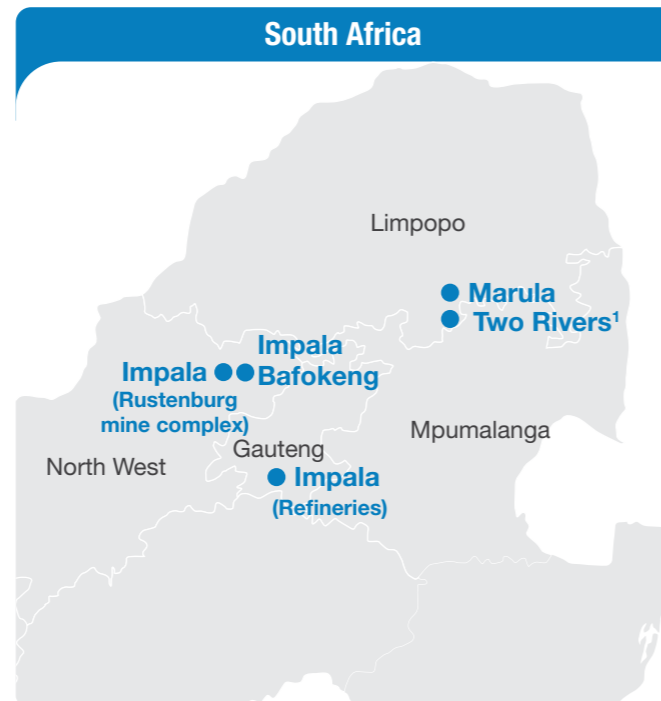 South Africa
Limpopo
Marula
Two Rivers¹
Impala
Bafokeng
Impala
(Rustenburg
mine complex)
Gauteng
Mpumalanga
North West
Impala
(Refineries)